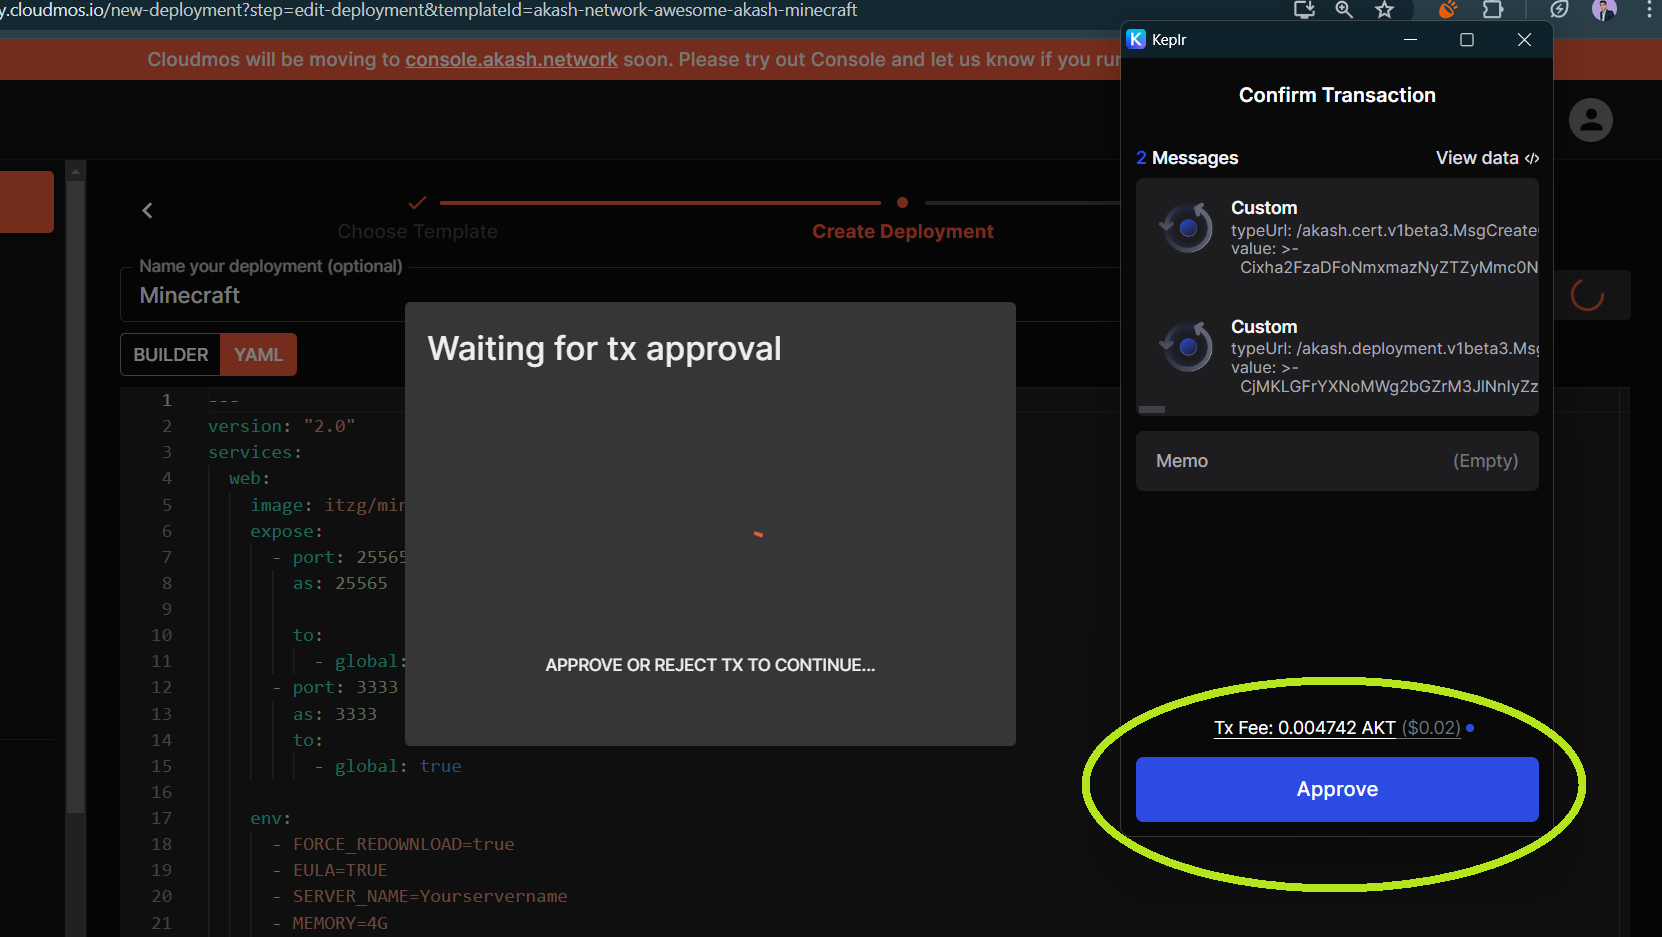 y.cloudmos.io/new-deployment?step=edit-deployment&templateId=akash-network-awesome-akash-minecraft
Cloudmos will be moving to console.akash.network soon. Please try out Console and let us know if you run
Choose Template
Create Deployment
Name your deployment (optional)
Minecraft
BUILDER YAML
1 ---
2 version: "2.0"
3 services:
4 web:
5 image: itzg/min
6 expose:
7 - port: 25565
8 as: 25565
9
10 to:
11 - global:
12 - port: 3333
13 as: 3333
14 to:
15 - global: true
16
17 env:
18 - FORCE_REDOWNLOAD=true
19 - EULA=TRUE
20 - SERVER_NAME=Yourservername
21 - MEMORY=4G
Waiting for tx approval
APPROVE OR REJECT TX TO CONTINUE...
K Keplr
Confirm Transaction
2 Messages
View data </>
Custom
typeUrl: /akash.cert.v1beta3.MsgCreate
value: >-
Cixha2FzaDFoNmxmazNyZTZyMmc0N
Custom
typeUrl: /akash.deployment.v1beta3.Msg
value: >-
CjMKLGFrYXNoMWg2bGZrM3JlNnIyZz
Memo
(Empty)
Tx Fee: 0.004742 AKT ($0.02)
Approve